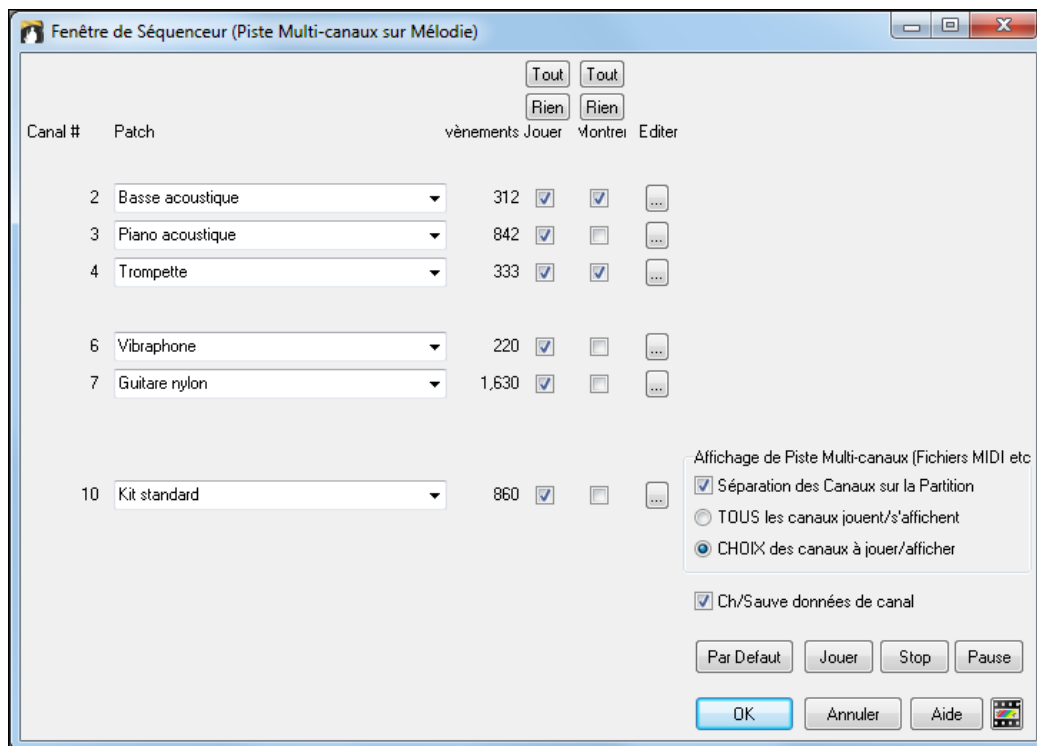 Fenêtre de Séquenceur (Piste Multi-canaux sur Mélodie)
Tout Tout
Rien Rien
Canal # Patch vènements Jouer Montrer Editer
2 Basse acoustique 312 ...
3 Piano acoustique 842 ...
4 Trompette 333 ...
6 Vibraphone 220 ...
7 Guitare nylon 1,630 ...
Affichage de Piste Multi-canaux (Fichiers MIDI etc
10 Kit standard 860 ...
Séparation des Canaux sur la Partition
TOUS les canaux jouent/s'affichent
CHOIX des canaux à jouer/afficher
Ch/Sauve données de canal
Par Defaut Jouer Stop Pause
OK Annuler Aide